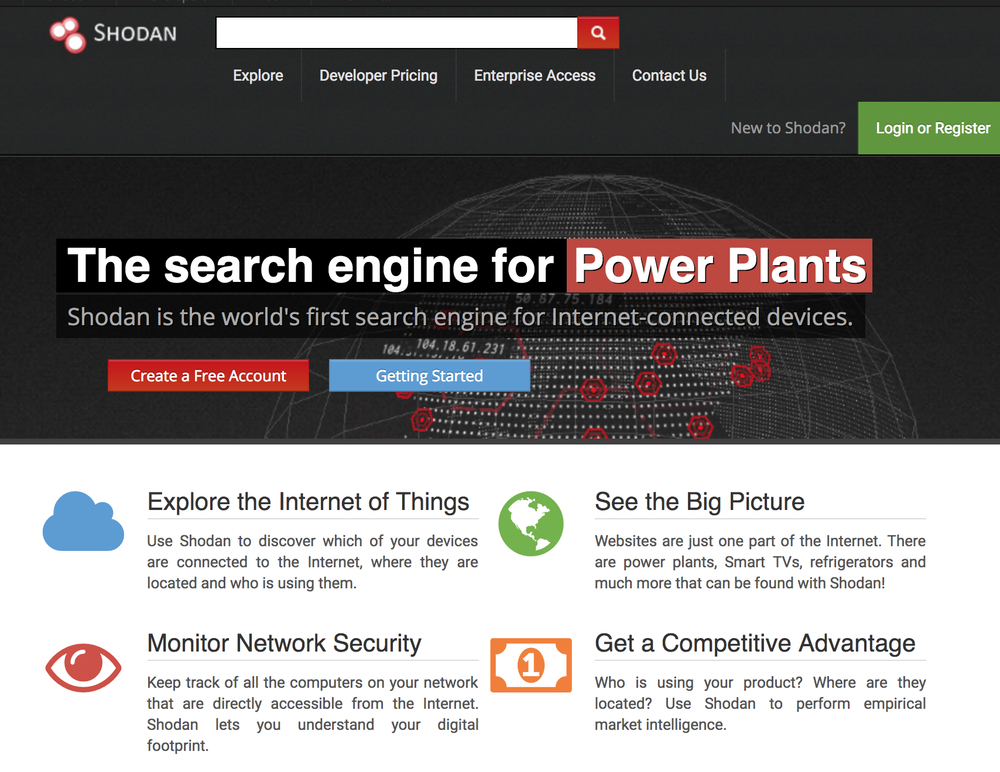 SHODAN
Explore
Developer Pricing
Enterprise Access
Contact Us
New to Shodan?
Login or Register
The search engine for Power Plants
50.87.75.184
Shodan is the world's first search engine for Internet-connected devices.
104.18.61.231
Create a Free Account
Getting Started
Explore the Internet of Things
Use Shodan to discover which of your devices
are connected to the Internet, where they are
located and who is using them.
See the Big Picture
Websites are just one part of the Internet. There
are power plants, Smart TVs, refrigerators and
much more that can be found with Shodan!
Monitor Network Security
Keep track of all the computers on your network
that are directly accessible from the Internet.
Shodan lets you understand your digital
footprint.
1
Get a Competitive Advantage
Who is using your product? Where are they
located? Use Shodan to perform empirical
market intelligence.